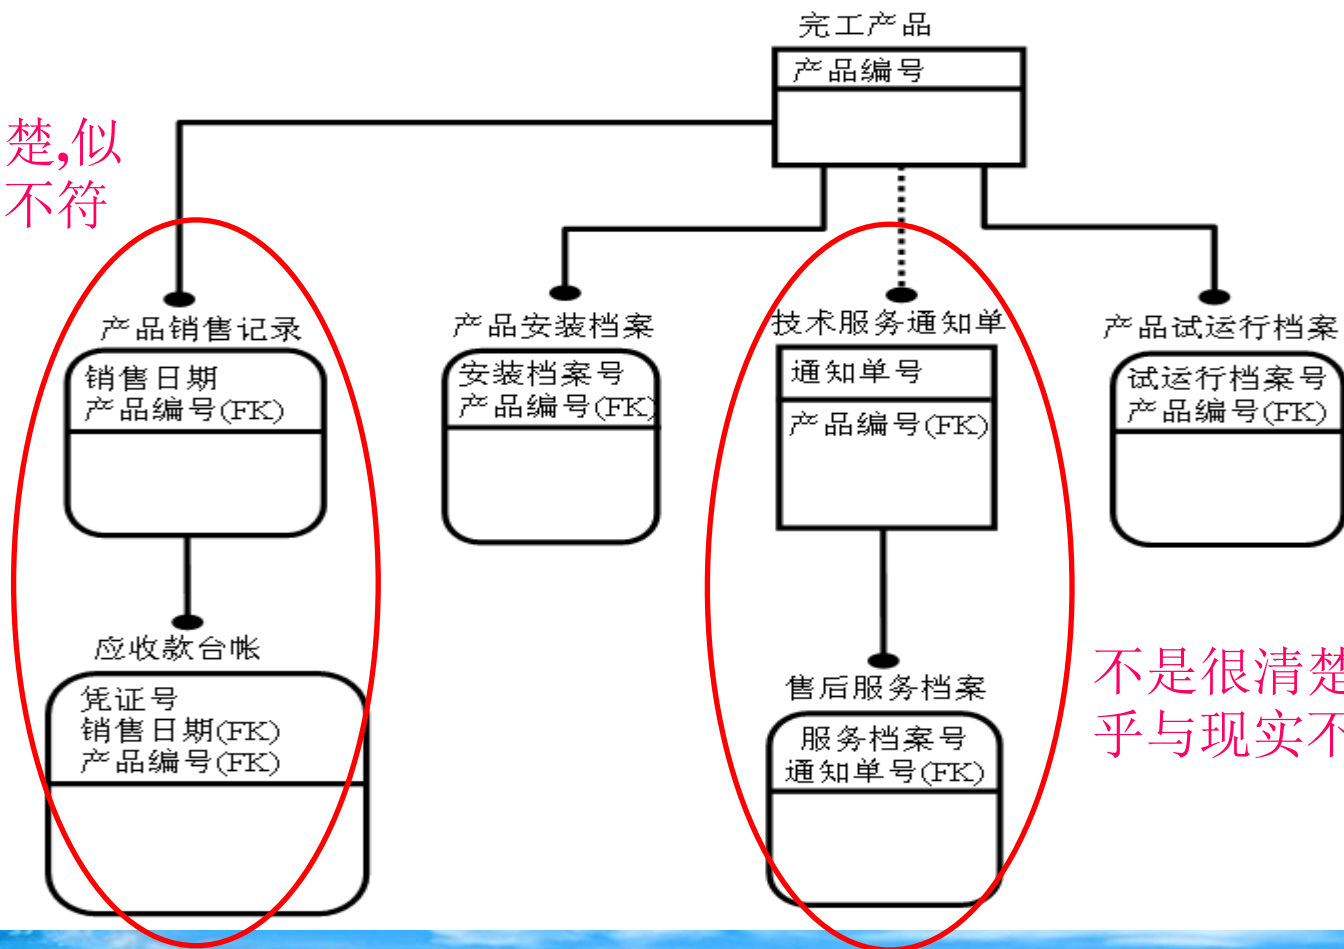 完工产品
产品编号
楚,似
不符
产品销售记录
销售日期
产品编号(FK)
产品安装档案
安装档案号
产品编号(FK)
技术服务通知单
通知单号
产品编号(FK)
产品试运行档案
试运行档案号
产品编号(FK)
应收款台帐
凭证号
销售日期(FK)
产品编号(FK)
售后服务档案
服务档案号
通知单号(FK)
不是很清楚
乎与现实不